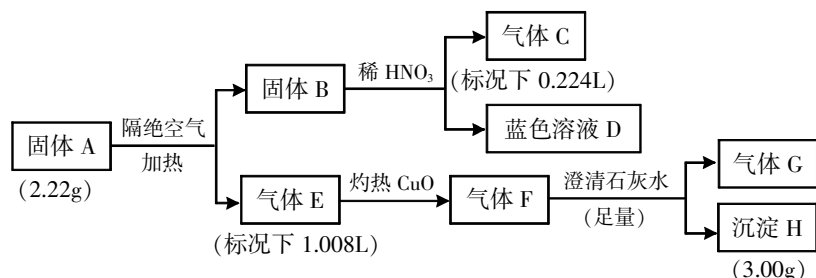 气体 C
稀 HNO₃
固体 B
(标况下 0.224L)
隔绝空气
固体 A
加热
蓝色溶液 D
(2.22g)
气体 G
灼热 CuO
澄清石灰水
气体 E
气体 F
(足量)
(标况下 1.008L)
沉淀 H
(3.00g)